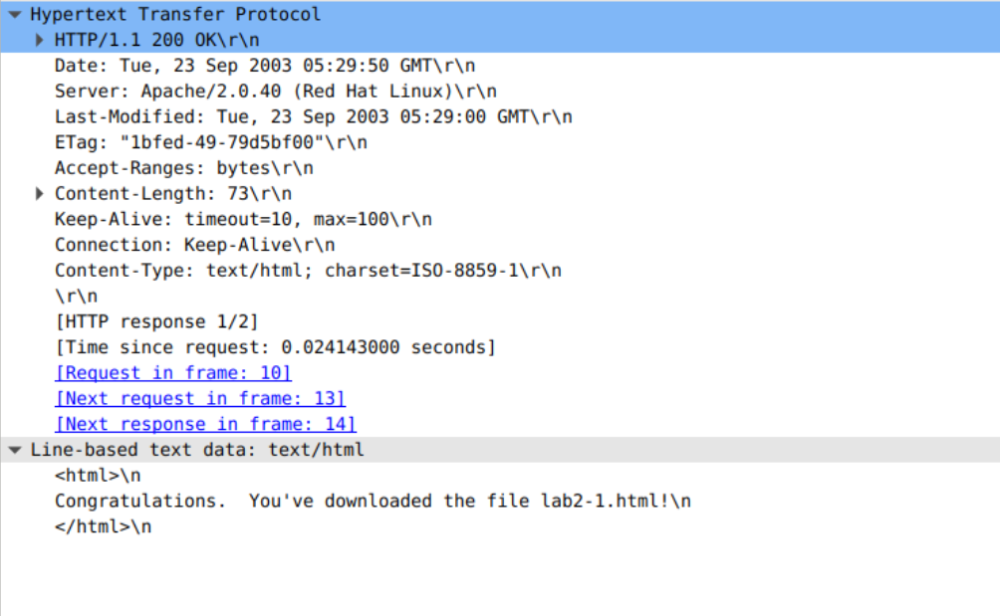 Hypertext Transfer Protocol
HTTP/1.1 200 OK\r\n
Date: Tue, 23 Sep 2003 05:29:50 GMT\r\n
Server: Apache/2.0.40 (Red Hat Linux)\r\n
Last-Modified: Tue, 23 Sep 2003 05:29:00 GMT\r\n
ETag: "1bfed-49-79d5bf00"\r\n
Accept-Ranges: bytes\r\n
Content-Length: 73\r\n
Keep-Alive: timeout=10, max=100\r\n
Connection: Keep-Alive\r\n
Content-Type: text/html; charset=ISO-8859-1\r\n
\r\n
[HTTP response 1/2]
[Time since request: 0.024143000 seconds]
[Request in frame: 10]
[Next request in frame: 13]
[Next response in frame: 14]
Line-based text data: text/html
<html>\n
Congratulations.  You've downloaded the file lab2-1.html!\n
</html>\n